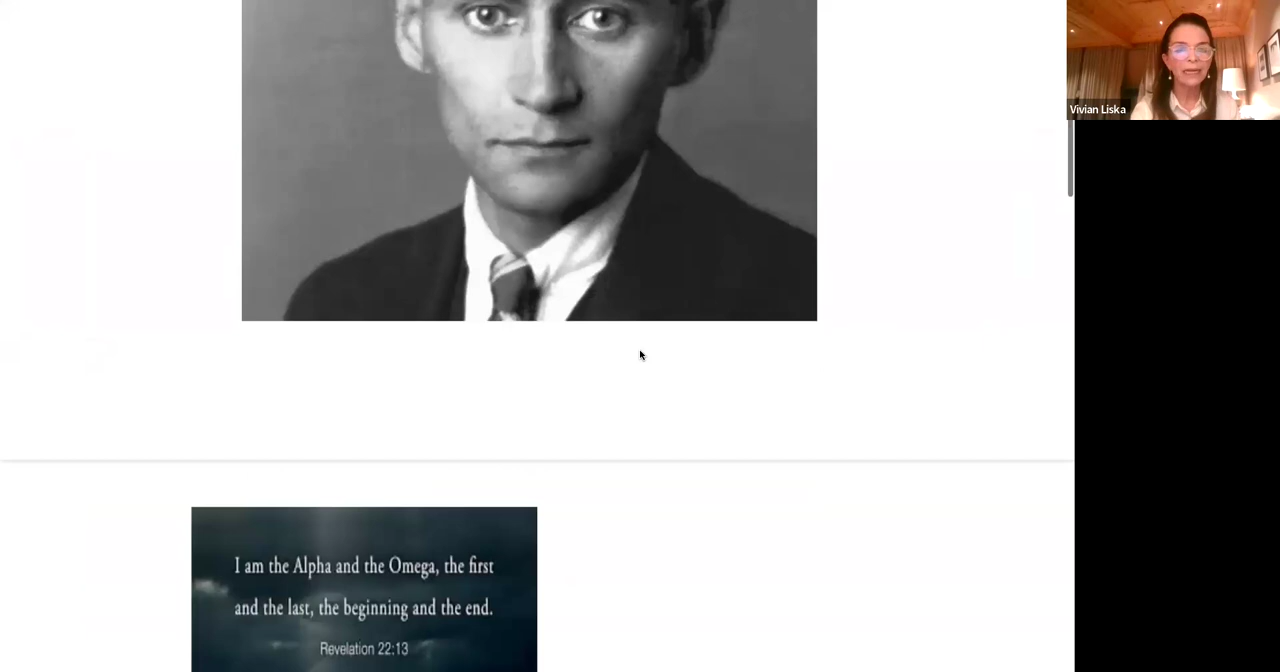 Vivian Liska
I am the Alpha and the Omega, the first
and the last, the beginning and the end.
Revelation 22:13